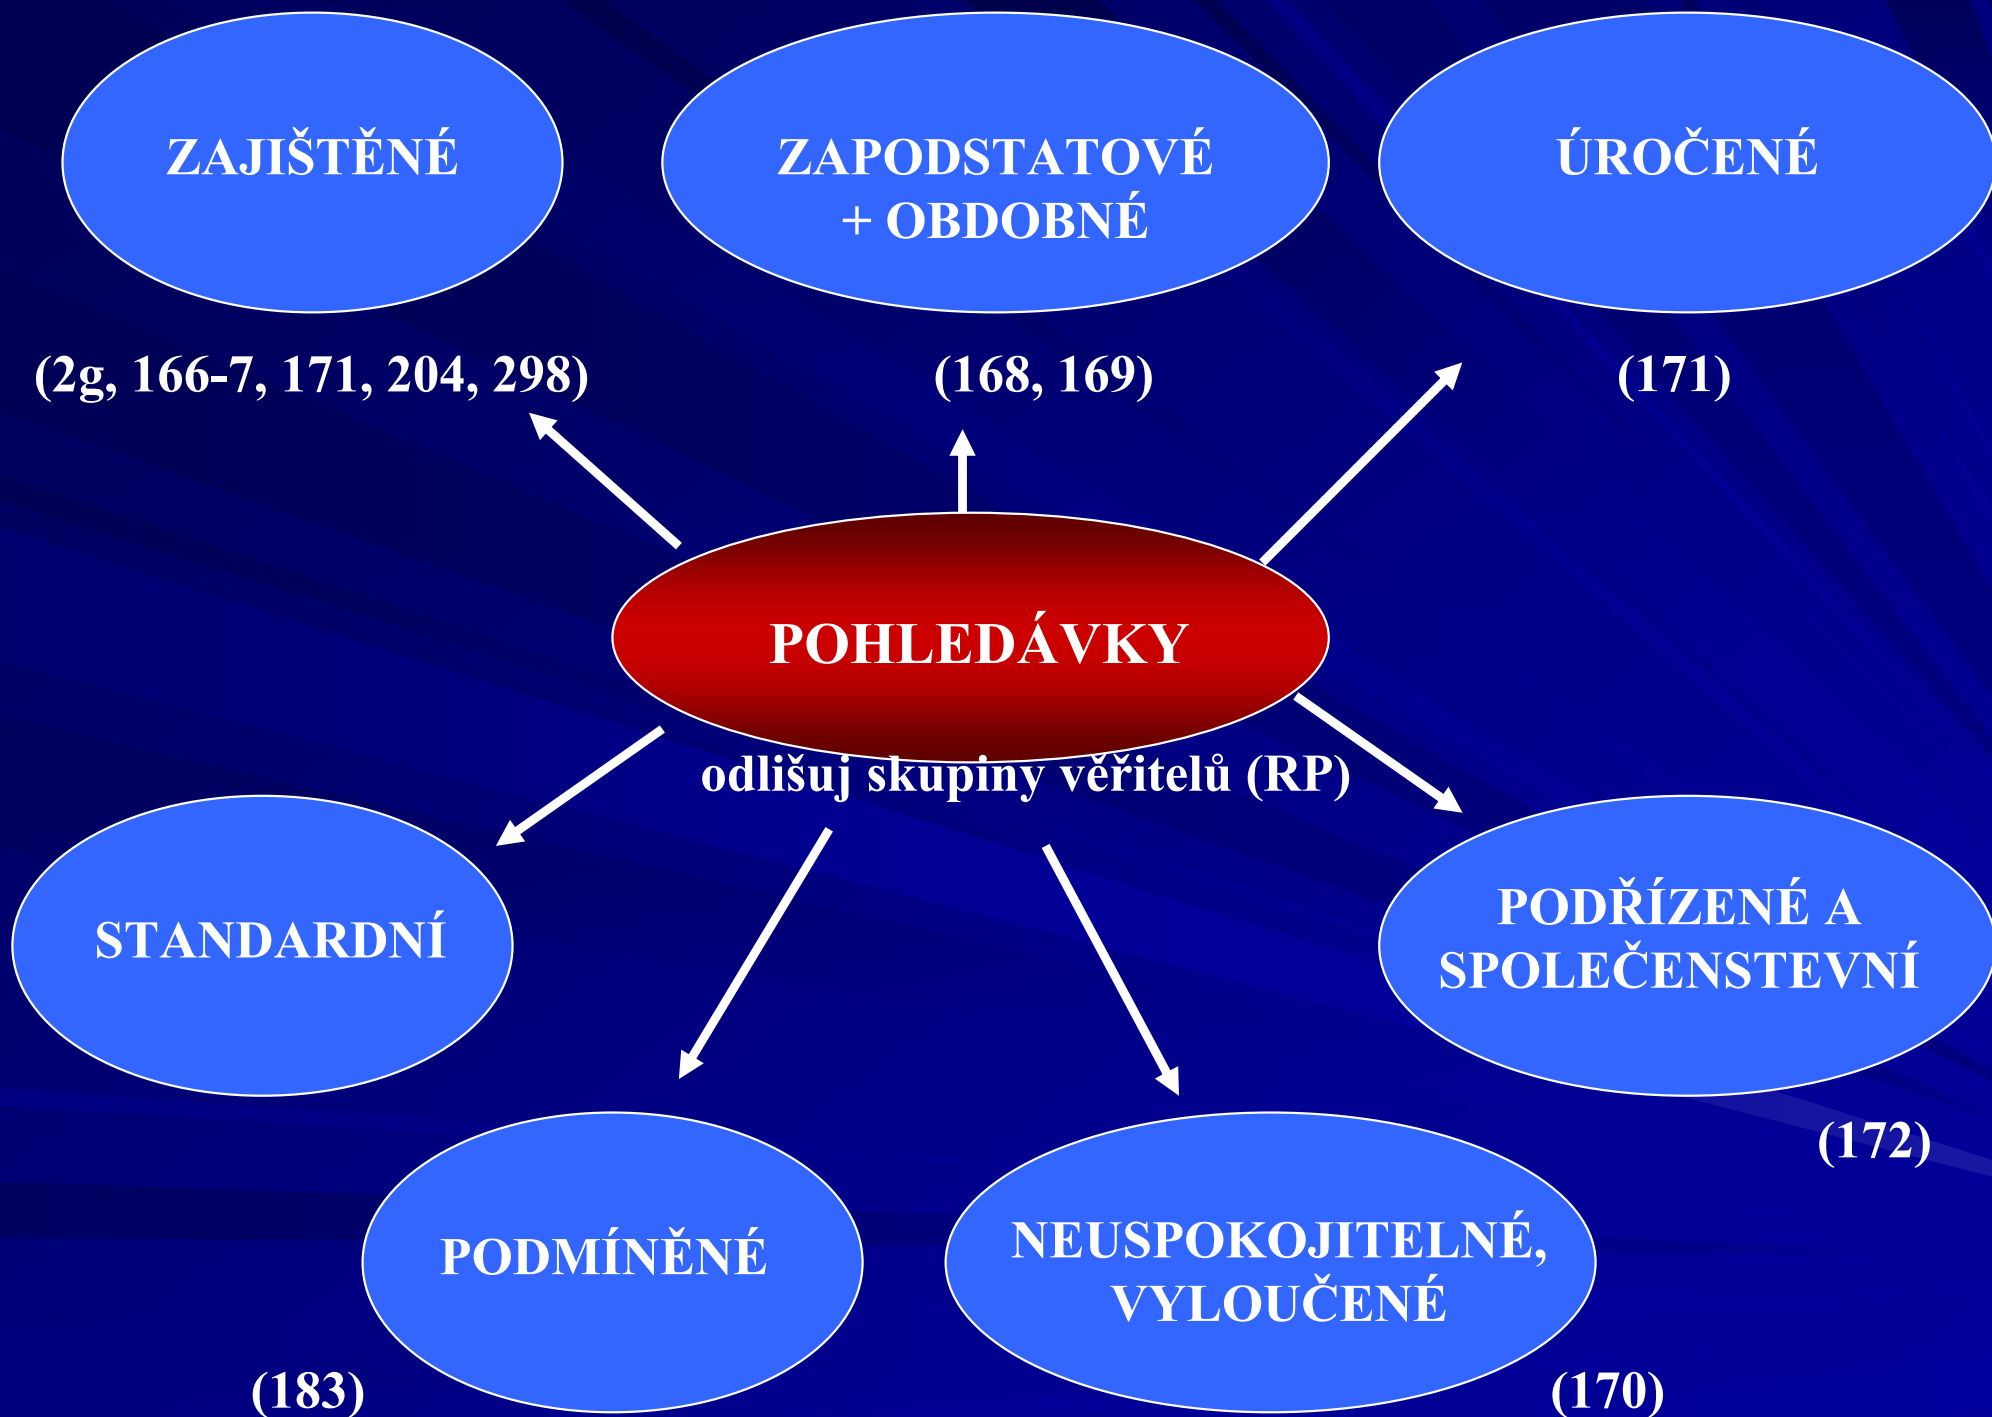 ZAJIŠTĚNÉ
(2g, 166-7, 171, 204, 298)
ZAPODSTATOVÉ
+ OBDOBNÉ
(168, 169)
ÚROČENÉ
(171)
POHLEDÁVKY
odlišuj skupiny věřitelů (RP)
STANDARDNÍ
PODŘÍZENÉ A
SPOLEČENSTEVNÍ
(172)
PODMÍNĚNÉ
(183)
NEUSPOKOJITELNÉ,
VYLOUČENÉ
(170)